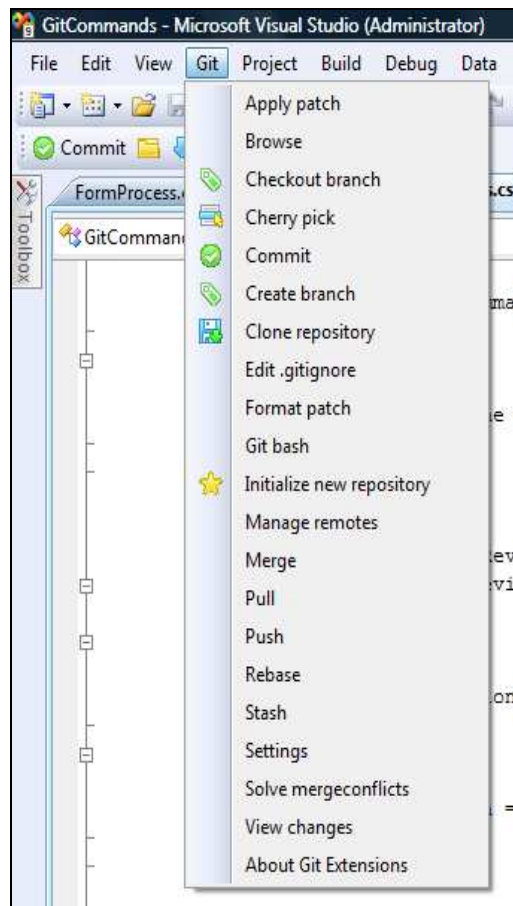 GitCommands - Microsoft Visual Studio (Administrator)
File Edit View Git Project Build Debug Data
Commit
Toolbox
FormProcess.
s.cs
GitComman
Apply patch
Browse
Checkout branch
Cherry pick
Commit
Create branch
Clone repository
Edit .gitignore
Format patch
Git bash
Initialize new repository
Manage remotes
Merge
Pull
Push
Rebase
Stash
Settings
Solve mergeconflicts
View changes
About Git Extensions